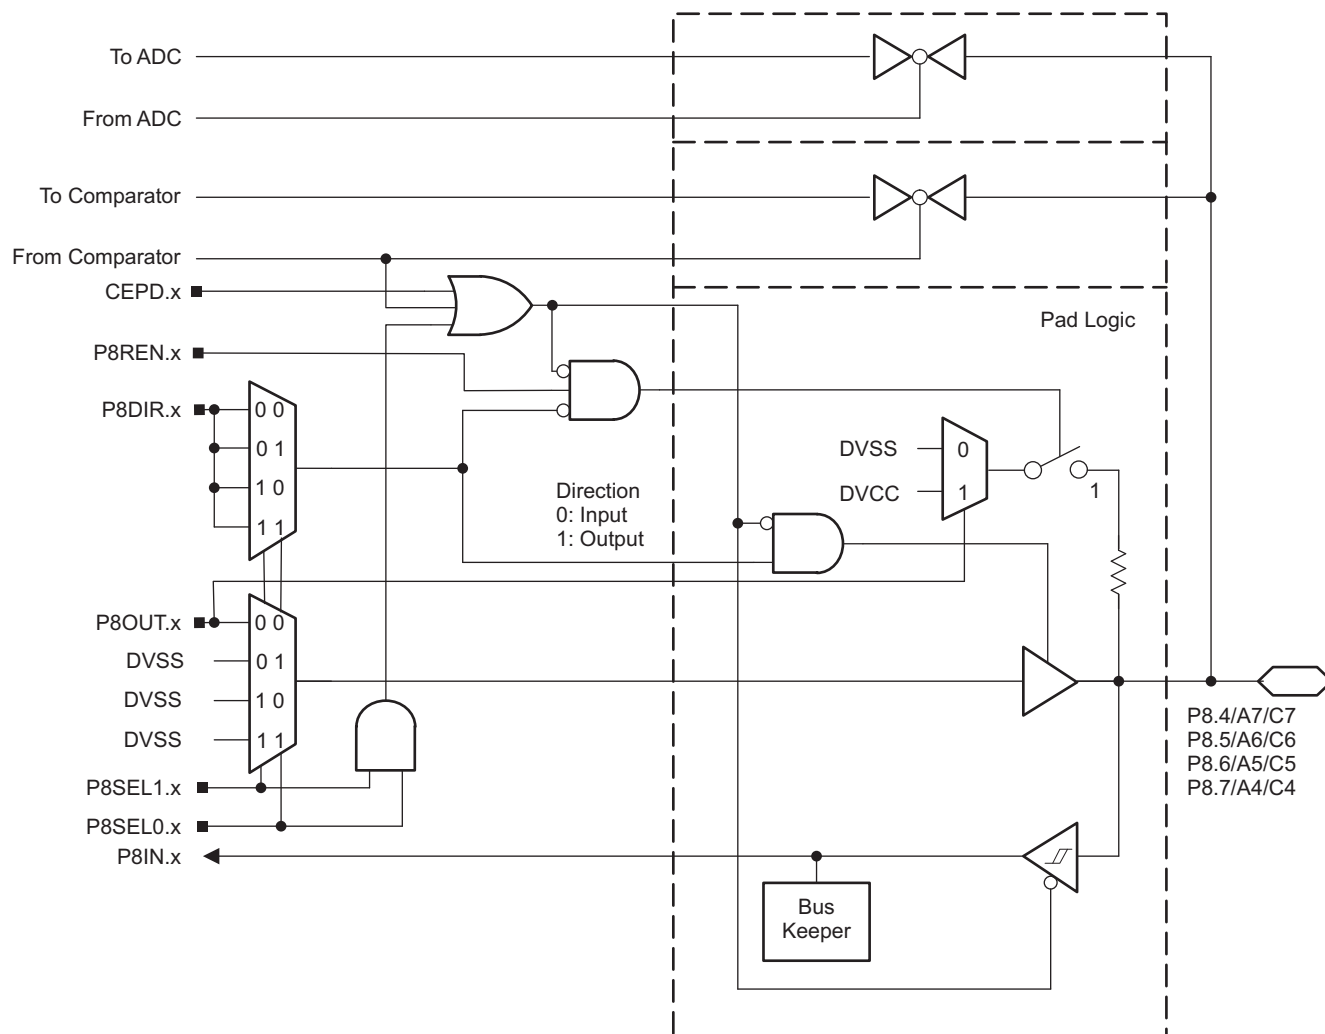 To ADC
From ADC
To Comparator
From Comparator
CEPD.x
Pad Logic
P8REN.x
P8DIR.x
0 0
0 1
1 0
1 1
DVSS
0
DVCC
1
1
Direction
0: Input
1: Output
P8OUT.x
0 0
DVSS
0 1
DVSS
1 0
DVSS
1 1
P8.4/A7/C7
P8.5/A6/C6
P8.6/A5/C5
P8.7/A4/C4
P8SEL1.x
P8SEL0.x
P8IN.x
Bus
Keeper